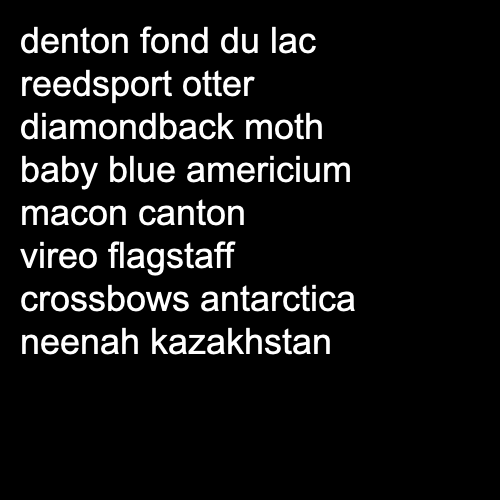 denton fond du lac
reedsport otter
diamondback moth
baby blue americium
macon canton
vireo flagstaff
crossbows antarctica
neenah kazakhstan